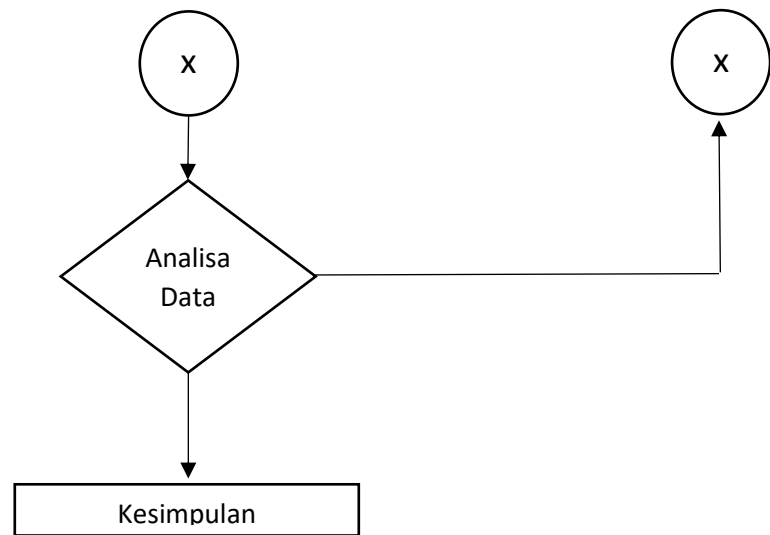 X
X
Analisa
Data
Kesimpulan